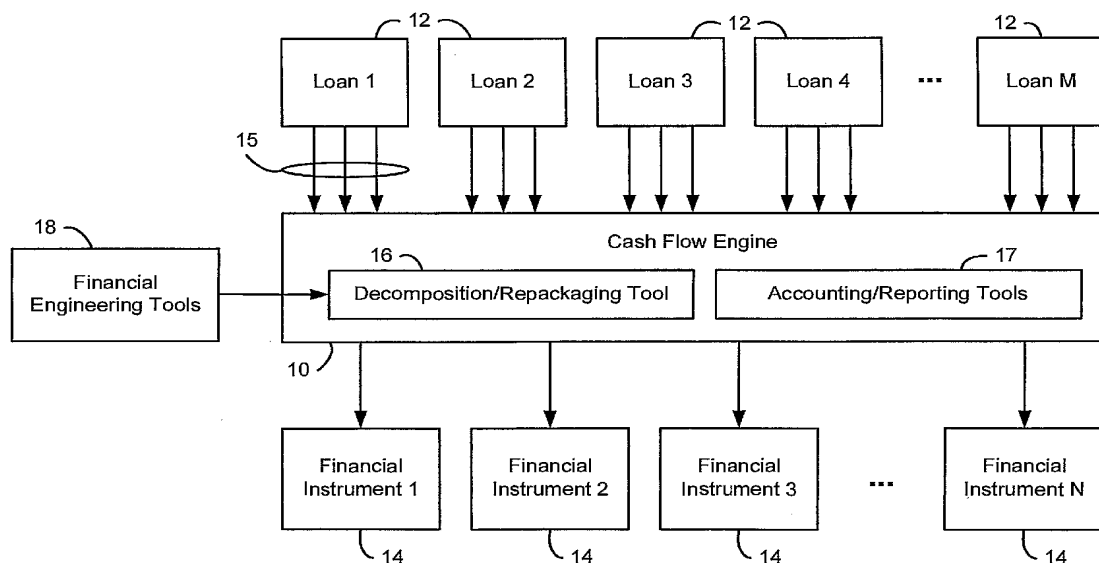 12 12 12
Loan 1 Loan 2 Loan 3 Loan 4 ... Loan M
15
18
Cash Flow Engine
16 17
Financial
Engineering Tools
Decomposition/Repackaging Tool Accounting/Reporting Tools
10
Financial Financial Financial Financial
Instrument 1 Instrument 2 Instrument 3 ... Instrument N
14 14 14 14